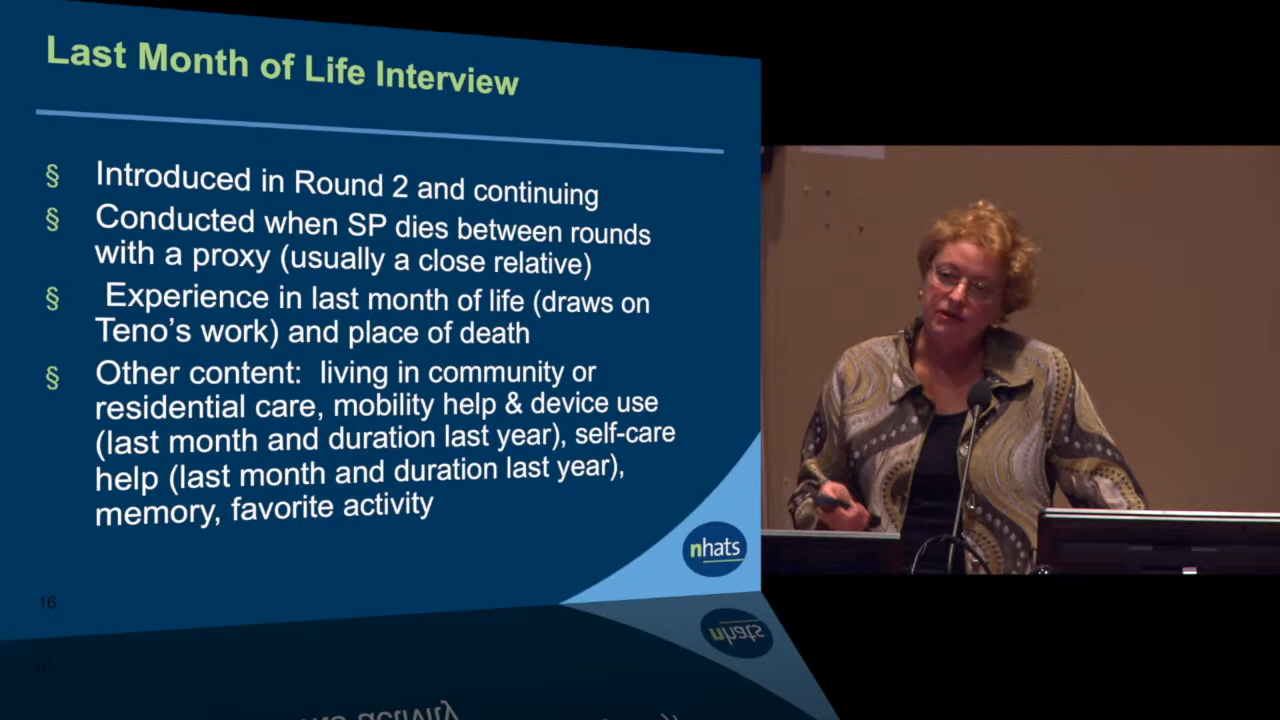 Last Month of Life Interview
§ Introduced in Round 2 and continuing
§ Conducted when SP dies between rounds
with a proxy (usually a close relative)
§ Experience in last month of life (draws on
Teno's work) and place of death
§ Other content: living in community or
residential care, mobility help & device use
(last month and duration last year), self-care
help (last month and duration last year),
memory, favorite activity
nhats
16